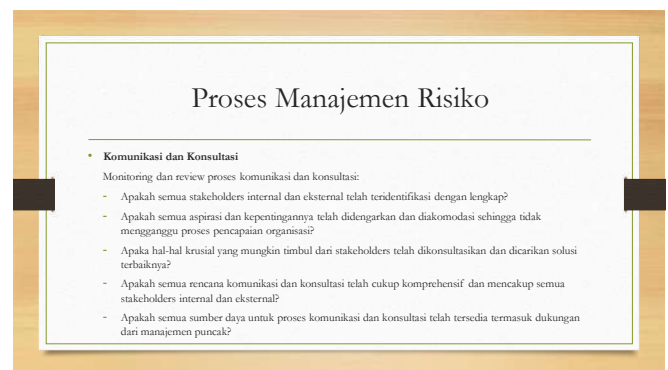 Proses Manajemen Risiko
• Komunikasi dan Konsultasi
Monitoring dan review proses komunikasi dan konsultasi:
- Apakah semua stakeholders internal dan eksternal telah teridentifikasi dengan lengkap?
- Apakah semua aspirasi dan kepentingannya telah didengarkan dan diakomodasi sehingga tidak
mengganggu proses pencapaian organisasi?
- Apaka hal-hal krusial yang mungkin timbul dari stakeholders telah dikonsultasikan dan dicarikan solusi
terbaiknya?
- Apakah semua rencana komunikasi dan konsultasi telah cukup komprehensif dan mencakup semua
stakeholders internal dan eksternal?
- Apakah semua sumber daya untuk proses komunikasi dan konsultasi telah tersedia termasuk dukungan
dari manajemen puncak?